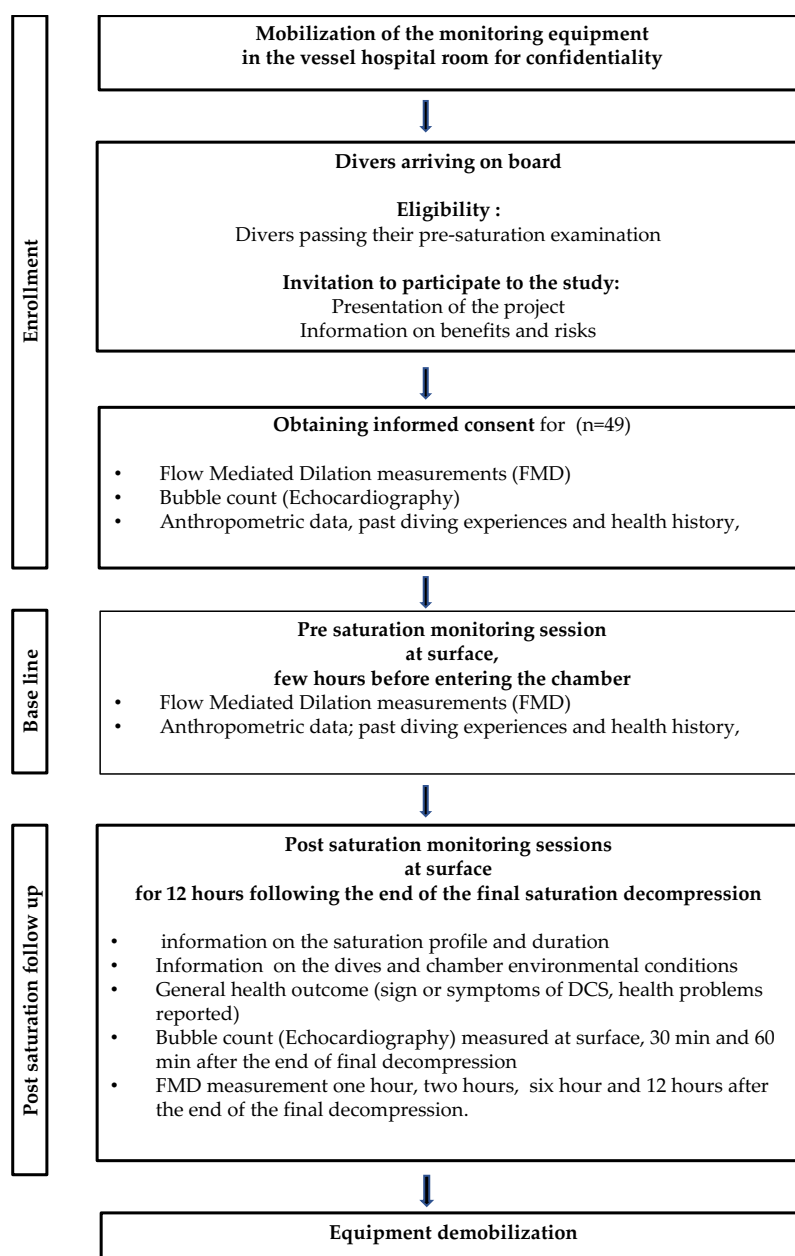 Mobilization of the monitoring equipment
in the vessel hospital room for confidentiality
Enrollment
Divers arriving on board
Eligibility :
Divers passing their pre-saturation examination
Invitation to participate to the study:
Presentation of the project
Information on benefits and risks
Obtaining informed consent for (n=49)
• Flow Mediated Dilation measurements (FMD)
• Bubble count (Echocardiography)
• Anthropometric data, past diving experiences and health history,
Base line
Pre saturation monitoring session
at surface,
few hours before entering the chamber
• Flow Mediated Dilation measurements (FMD)
• Anthropometric data; past diving experiences and health history,
Post saturation follow up
Post saturation monitoring sessions
at surface
for 12 hours following the end of the final saturation decompression
• information on the saturation profile and duration
• Information on the dives and chamber environmental conditions
• General health outcome (sign or symptoms of DCS, health problems
reported)
• Bubble count (Echocardiography) measured at surface, 30 min and 60
min after the end of final decompression
• FMD measurement one hour, two hours, six hour and 12 hours after
the end of the final decompression.
Equipment demobilization